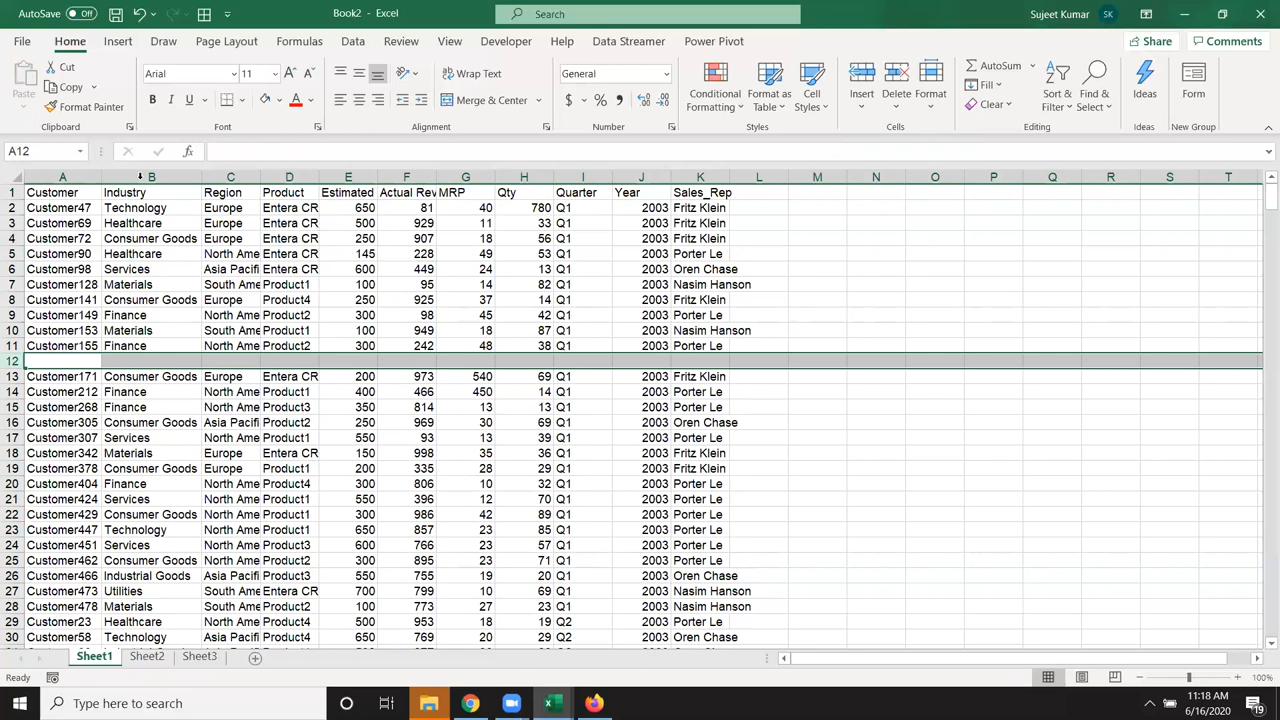 AutoSave Off Book2 - Excel Search Sujeet Kumar SK
File Home Insert Draw Page Layout Formulas Data Review View Developer Help Data Streamer Power Pivot Share Comments
Paste Cut Copy Format Painter Clipboard
Arial 11 B I U A Font
Wrap Text Merge & Center Alignment
General $ % Number
Conditional Formatting Format as Table Cell Styles Styles
Insert Delete Format Cells
AutoSum Fill Clear Sort & Filter Find & Select Editing
Ideas Ideas
Form New Group
A12 fx
A B C D E F G H I J K L M N O P Q R S T
1 Customer Industry Region Product Estimated Actual Rev MRP Qty Quarter Year Sales_Rep
2 Customer47 Technology Europe Entera CR 650 81 40 780 Q1 2003 Fritz Klein
3 Customer69 Healthcare Europe Entera CR 500 929 11 33 Q1 2003 Fritz Klein
4 Customer72 Consumer Goods Europe Entera CR 250 907 18 56 Q1 2003 Fritz Klein
5 Customer90 Healthcare North Ame Entera CR 145 228 49 53 Q1 2003 Porter Le
6 Customer98 Services Asia Pacifi Entera CR 600 449 24 13 Q1 2003 Oren Chase
7 Customer128 Materials South Ame Product1 100 95 14 82 Q1 2003 Nasim Hanson
8 Customer141 Consumer Goods Europe Product4 250 925 37 14 Q1 2003 Fritz Klein
9 Customer149 Finance North Ame Product2 300 98 45 42 Q1 2003 Porter Le
10 Customer153 Materials South Ame Product1 100 949 18 87 Q1 2003 Nasim Hanson
11 Customer155 Finance North Ame Product2 300 242 48 38 Q1 2003 Porter Le
12
13 Customer171 Consumer Goods Europe Entera CR 200 973 540 69 Q1 2003 Fritz Klein
14 Customer212 Finance North Ame Product1 400 466 450 14 Q1 2003 Porter Le
15 Customer268 Finance North Ame Product3 350 814 13 13 Q1 2003 Porter Le
16 Customer305 Consumer Goods Asia Pacifi Product2 250 969 30 69 Q1 2003 Oren Chase
17 Customer307 Services North Ame Product1 550 93 13 39 Q1 2003 Porter Le
18 Customer342 Materials Europe Entera CR 150 998 35 36 Q1 2003 Fritz Klein
19 Customer378 Consumer Goods Europe Product1 200 335 28 29 Q1 2003 Fritz Klein
20 Customer404 Finance North Ame Product4 300 806 10 32 Q1 2003 Porter Le
21 Customer424 Services North Ame Product1 550 396 12 70 Q1 2003 Porter Le
22 Customer429 Consumer Goods North Ame Product1 300 986 42 89 Q1 2003 Porter Le
23 Customer447 Technology North Ame Product1 650 857 23 85 Q1 2003 Porter Le
24 Customer451 Services North Ame Product3 600 766 23 57 Q1 2003 Porter Le
25 Customer462 Consumer Goods North Ame Product2 300 895 23 71 Q1 2003 Porter Le
26 Customer466 Industrial Goods Asia Pacifi Product3 550 755 19 20 Q1 2003 Oren Chase
27 Customer473 Utilities South Ame Entera CR 700 799 10 69 Q1 2003 Nasim Hanson
28 Customer478 Materials South Ame Product2 100 773 27 23 Q1 2003 Nasim Hanson
29 Customer23 Healthcare North Ame Product4 500 953 18 19 Q2 2003 Porter Le
30 Customer58 Technology North Ame Product4 650 769 20 29 Q2 2003 Oren Chase
Sheet1 Sheet2 Sheet3
Ready 100%
Type here to search 11:18 AM
6/16/2020 19